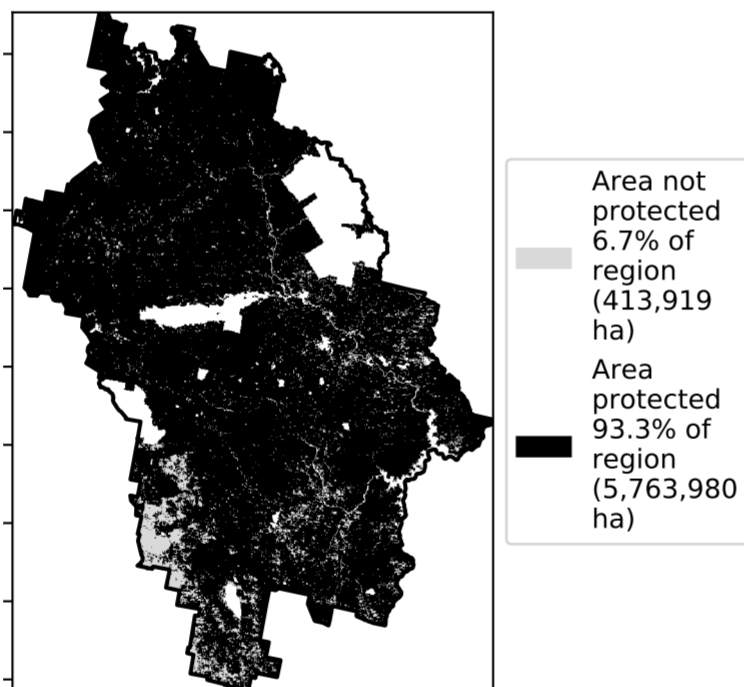 Area not
protected
6.7% of
region
(413,919
ha)
Area
protected
93.3% of
region
(5,763,980
ha)